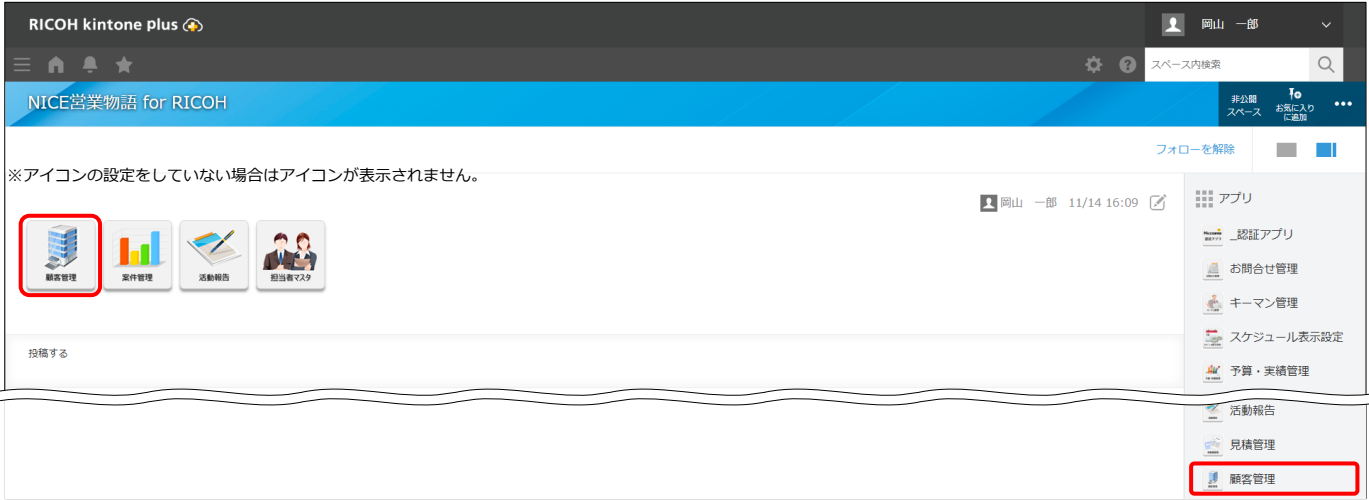 RICOH kintone plus
岡山 一郎
スペース内検索
NICE営業物語 for RICOH
非公開
スペース
お気に入り
に追加
フォローを解除
※アイコンの設定をしていない場合はアイコンが表示されません。
岡山 一郎 11/14 16:09
顧客管理
案件管理
活動報告
担当者マスタ
投稿する
アプリ
_認証アプリ
お問合せ管理
キーマン管理
スケジュール表示設定
予算・実績管理
活動報告
見積管理
顧客管理